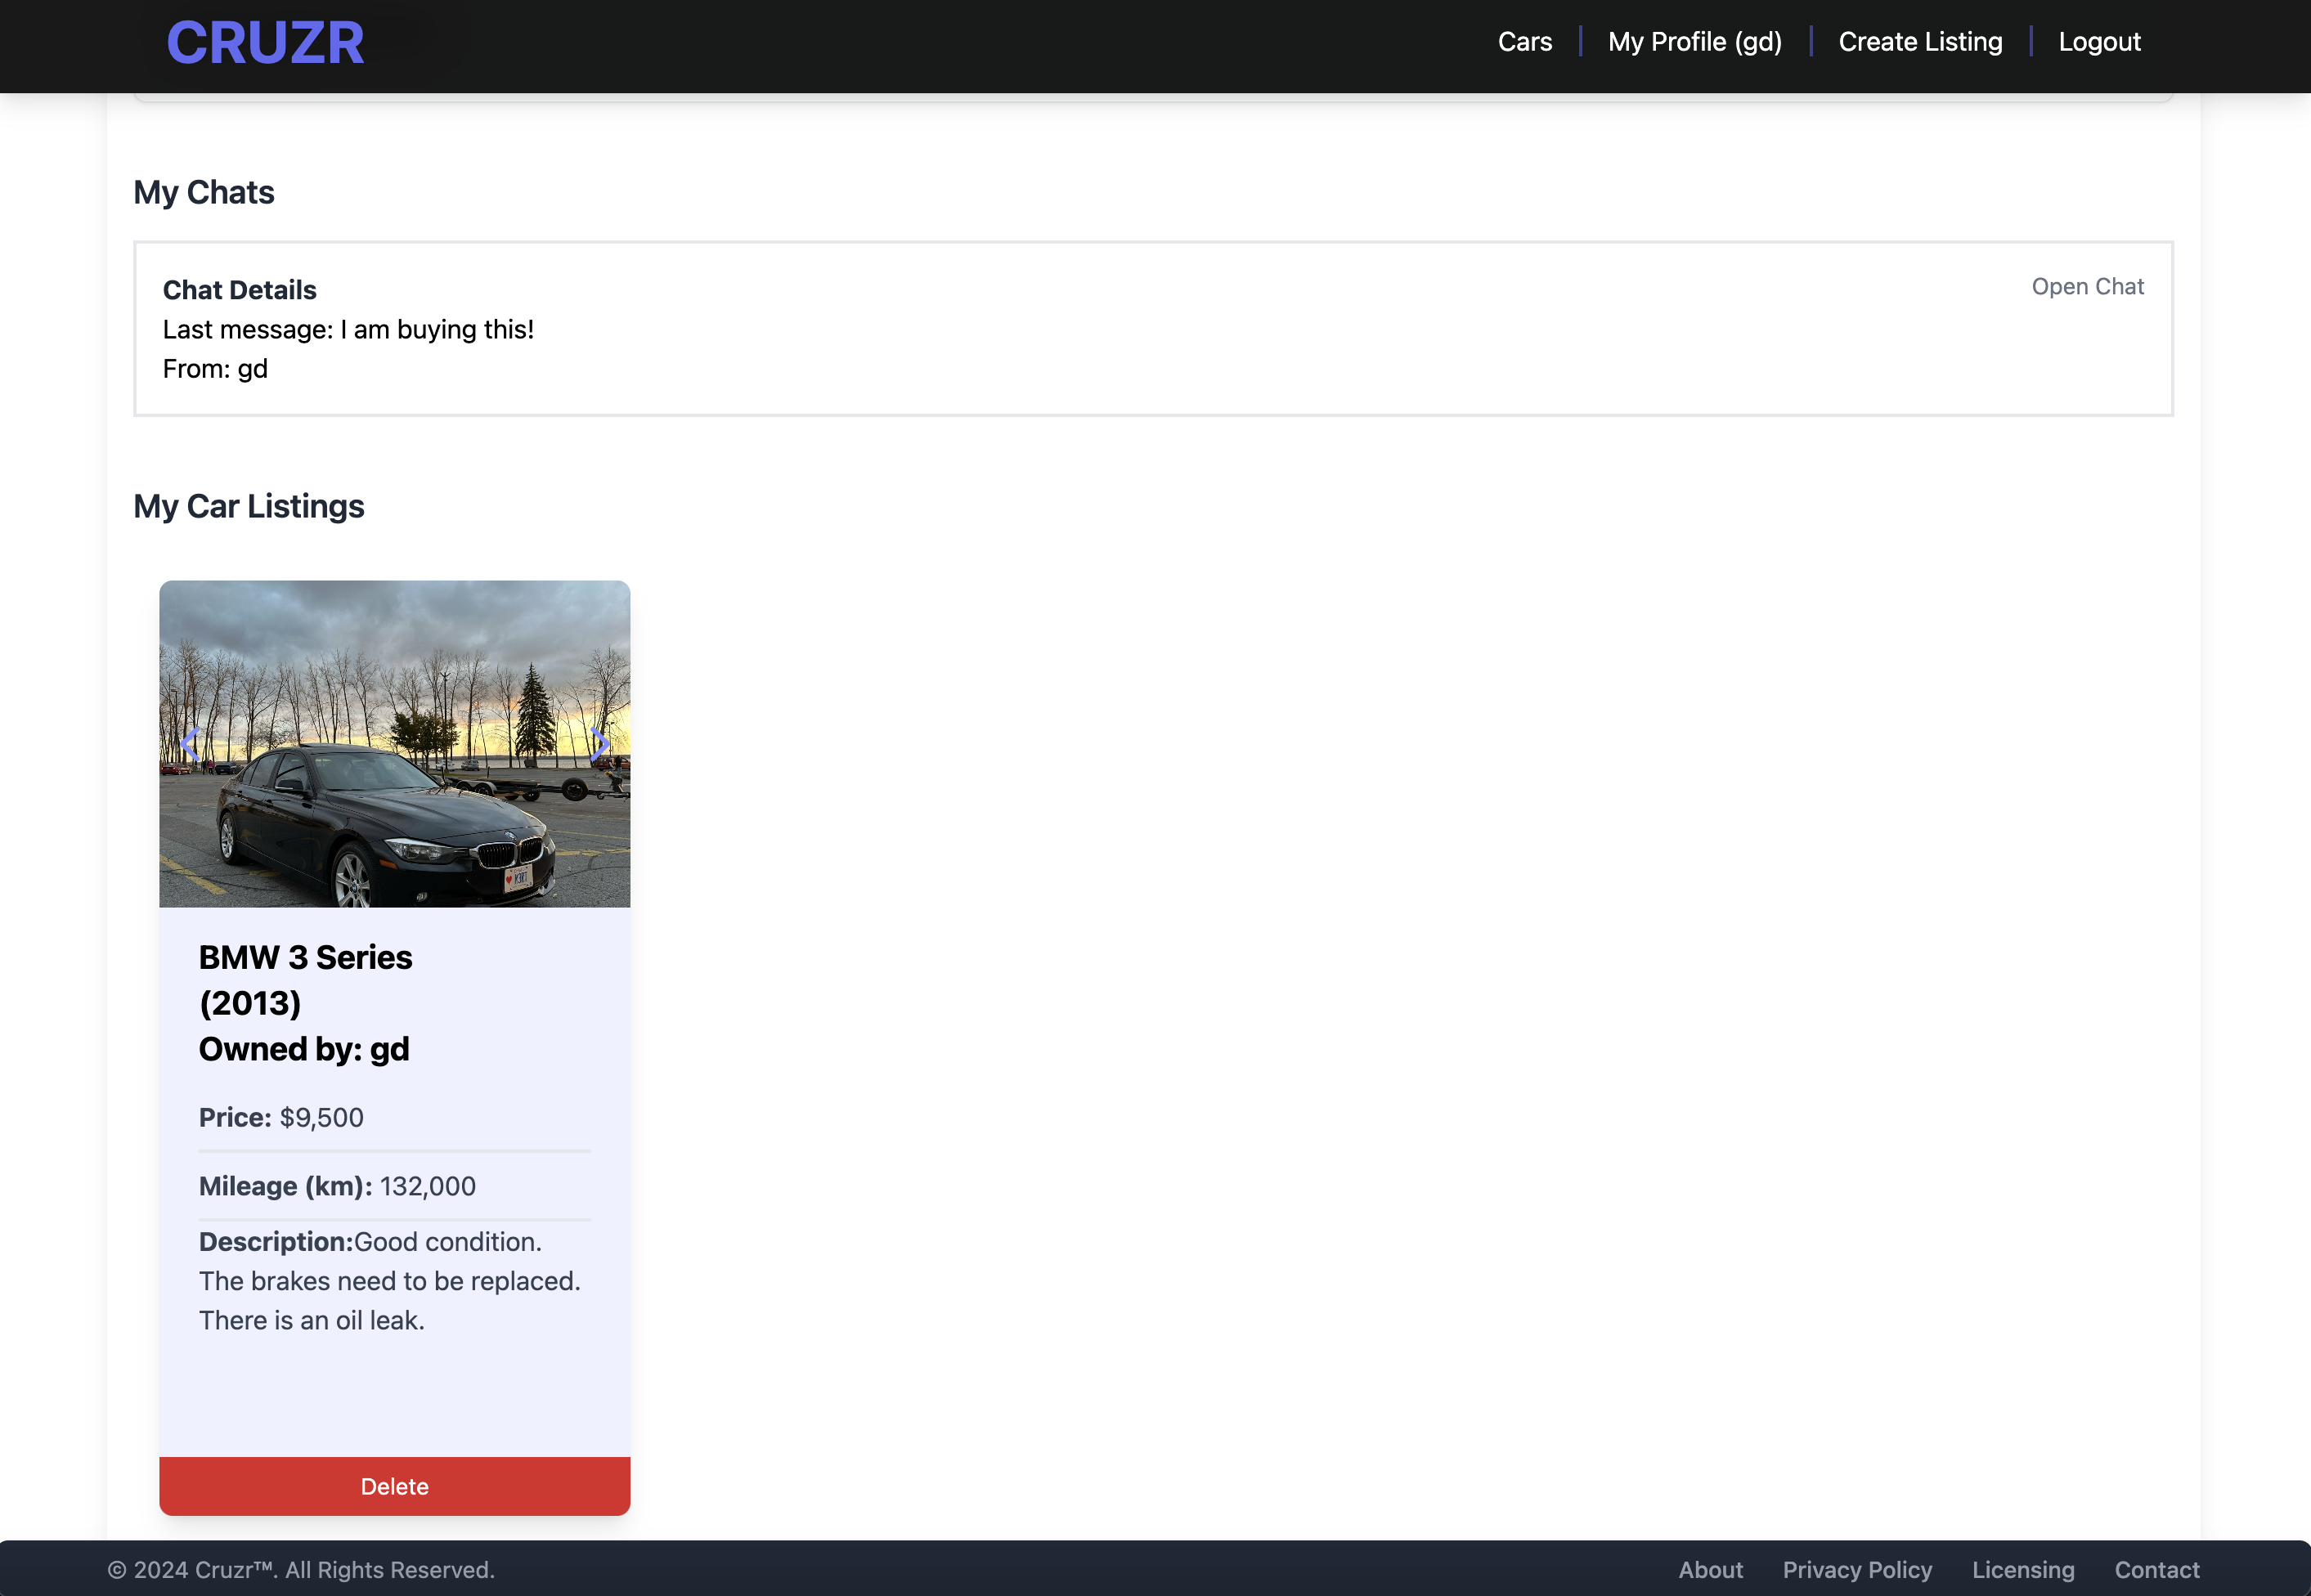 CRUZR
Cars
My Profile (gd)
Create Listing
Logout
My Chats
Chat Details
Open Chat
Last message: I am buying this!
From: gd
My Car Listings
BMW 3 Series
(2013)
Owned by: gd
Price: $9,500
Mileage (km): 132,000
Description:Good condition.
The brakes need to be replaced.
There is an oil leak.
Delete
© 2024 Cruzr™. All Rights Reserved.
About
Privacy Policy
Licensing
Contact